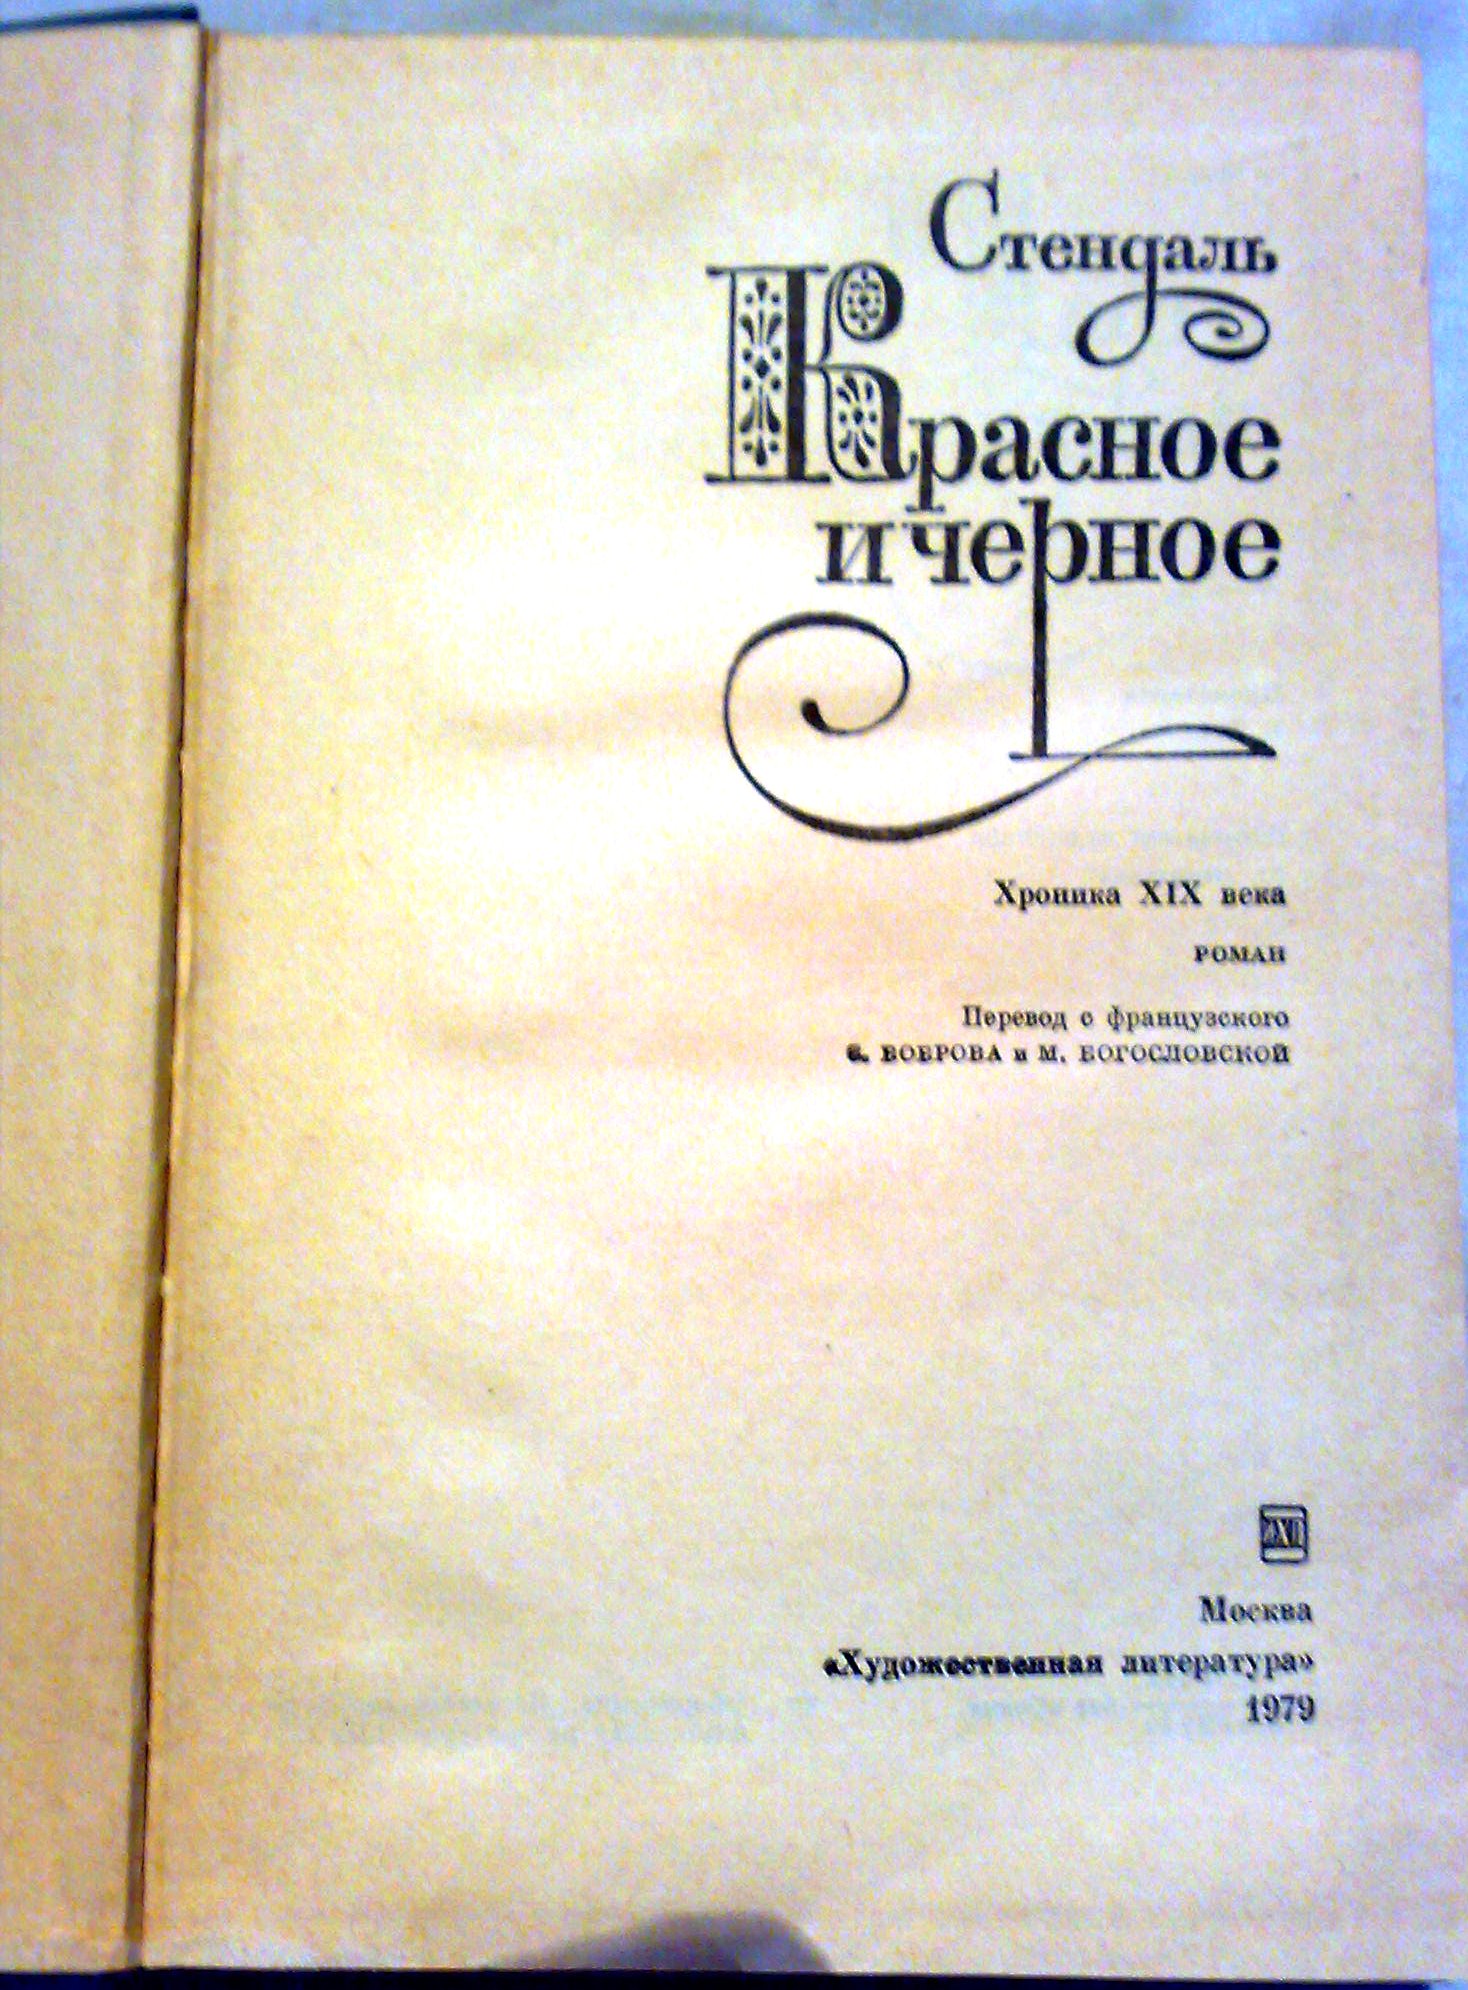 Стендаль
Красное
и черное
Хроника XIX века
РОМАН
Перевод с французского
С. БОБРОВА и М. БОГОСЛОВСКОЙ
Москва
«Художественная литература»
1979